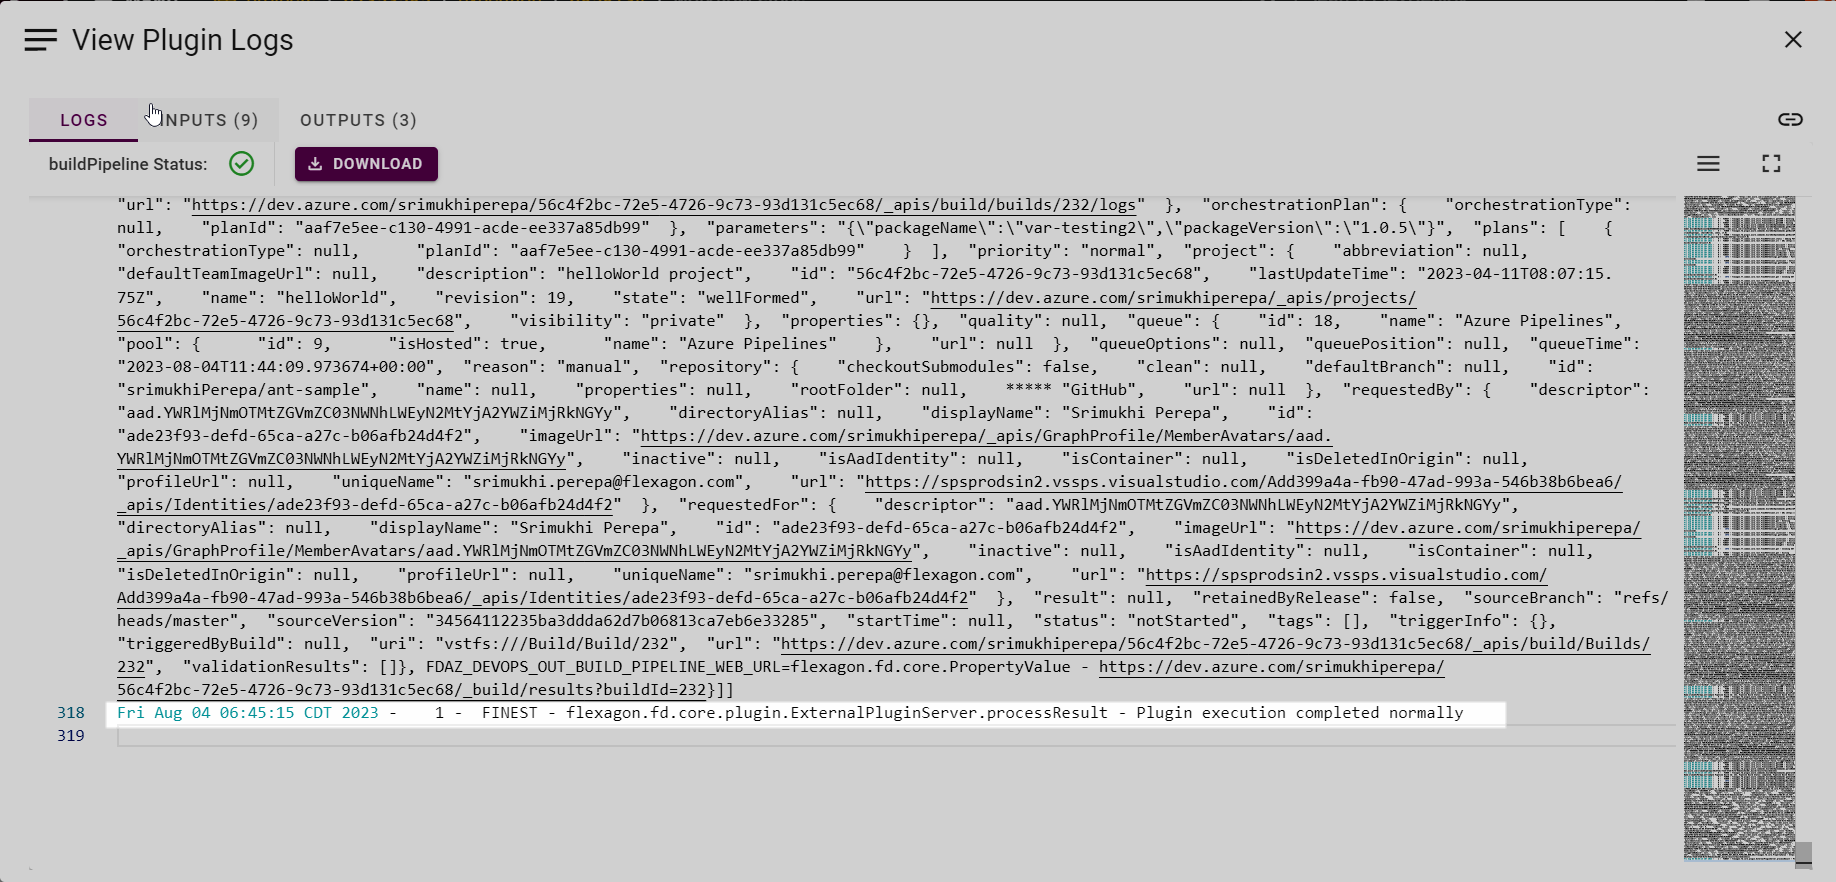 View Plugin Logs
LOGS
INPUTS (9)
OUTPUTS (3)
buildPipeline Status:
DOWNLOAD
"url": "https://dev.azure.com/srimukhiperepa/56c4f2bc-72e5-4726-9c73-93d131c5ec68/_apis/build/builds/232/logs"  },  "orchestrationPlan": {    "orchestrationType":
null,    "planId": "aaf7e5ee-c130-4991-acde-ee337a85db99"  },  "parameters": "{\"packageName\":\"var-testing2\",\"packageVersion\":\"1.0.5\"}",  "plans": [    {
"orchestrationType": null,      "planId": "aaf7e5ee-c130-4991-acde-ee337a85db99"    }  ],  "priority": "normal",  "project": {    "abbreviation": null,
"defaultTeamImageUrl": null,    "description": "helloWorld project",    "id": "56c4f2bc-72e5-4726-9c73-93d131c5ec68",    "lastUpdateTime": "2023-04-11T08:07:15.
75Z",    "name": "helloWorld",    "revision": 19,    "state": "wellFormed",    "url": "https://dev.azure.com/srimukhiperepa/_apis/projects/
56c4f2bc-72e5-4726-9c73-93d131c5ec68",    "visibility": "private"  },  "properties": {},  "quality": null,  "queue": {    "id": 18,    "name": "Azure Pipelines",
"pool": {      "id": 9,      "isHosted": true,      "name": "Azure Pipelines"    },    "url": null  },  "queueOptions": null,  "queuePosition": null,  "queueTime":
"2023-08-04T11:44:09.973674+00:00",  "reason": "manual",  "repository": {    "checkoutSubmodules": false,    "clean": null,    "defaultBranch": null,    "id":
"srimukhiPerepa/ant-sample",    "name": null,    "properties": null,    "rootFolder": null,    ***** "GitHub",    "url": null  },  "requestedBy": {    "descriptor":
"aad.YWRlMjNmOTMtZGVmZC03NWNhLWEyN2MtYjA2YWZiMjRkNGYy",    "directoryAlias": null,    "displayName": "Srimukhi Perepa",    "id":
"ade23f93-defd-65ca-a27c-b06afb24d4f2",    "imageUrl": "https://dev.azure.com/srimukhiperepa/_apis/GraphProfile/MemberAvatars/aad.
YWRlMjNmOTMtZGVmZC03NWNhLWEyN2MtYjA2YWZiMjRkNGYy",    "inactive": null,    "isAadIdentity": null,    "isContainer": null,    "isDeletedInOrigin": null,
"profileUrl": null,    "uniqueName": "srimukhi.perepa@flexagon.com",    "url": "https://spsprodsin2.vssps.visualstudio.com/Add399a4a-fb90-47ad-993a-546b38b6bea6/
_apis/Identities/ade23f93-defd-65ca-a27c-b06afb24d4f2"  },  "requestedFor": {    "descriptor": "aad.YWRlMjNmOTMtZGVmZC03NWNhLWEyN2MtYjA2YWZiMjRkNGYy",
"directoryAlias": null,    "displayName": "Srimukhi Perepa",    "id": "ade23f93-defd-65ca-a27c-b06afb24d4f2",    "imageUrl": "https://dev.azure.com/srimukhiperepa/
_apis/GraphProfile/MemberAvatars/aad.YWRlMjNmOTMtZGVmZC03NWNhLWEyN2MtYjA2YWZiMjRkNGYy",    "inactive": null,    "isAadIdentity": null,    "isContainer": null,
"isDeletedInOrigin": null,    "profileUrl": null,    "uniqueName": "srimukhi.perepa@flexagon.com",    "url": "https://spsprodsin2.vssps.visualstudio.com/
Add399a4a-fb90-47ad-993a-546b38b6bea6/_apis/Identities/ade23f93-defd-65ca-a27c-b06afb24d4f2"  },  "result": null,  "retainedByRelease": false,  "sourceBranch": "refs/
heads/master",  "sourceVersion": "34564112235ba3ddda62d7b06813ca7eb6e33285",  "startTime": null,  "status": "notStarted",  "tags": [],  "triggerInfo": {},
"triggeredByBuild": null,  "uri": "vstfs:///Build/Build/232",  "url": "https://dev.azure.com/srimukhiperepa/56c4f2bc-72e5-4726-9c73-93d131c5ec68/_apis/build/Builds/
232",  "validationResults": []}, FDAZ_DEVOPS_OUT_BUILD_PIPELINE_WEB_URL=flexagon.fd.core.PropertyValue - https://dev.azure.com/srimukhiperepa/
56c4f2bc-72e5-4726-9c73-93d131c5ec68/_build/results?buildId=232}]]
318 Fri Aug 04 06:45:15 CDT 2023 -    1 -  FINEST - flexagon.fd.core.plugin.ExternalPluginServer.processResult - Plugin execution completed normally
319